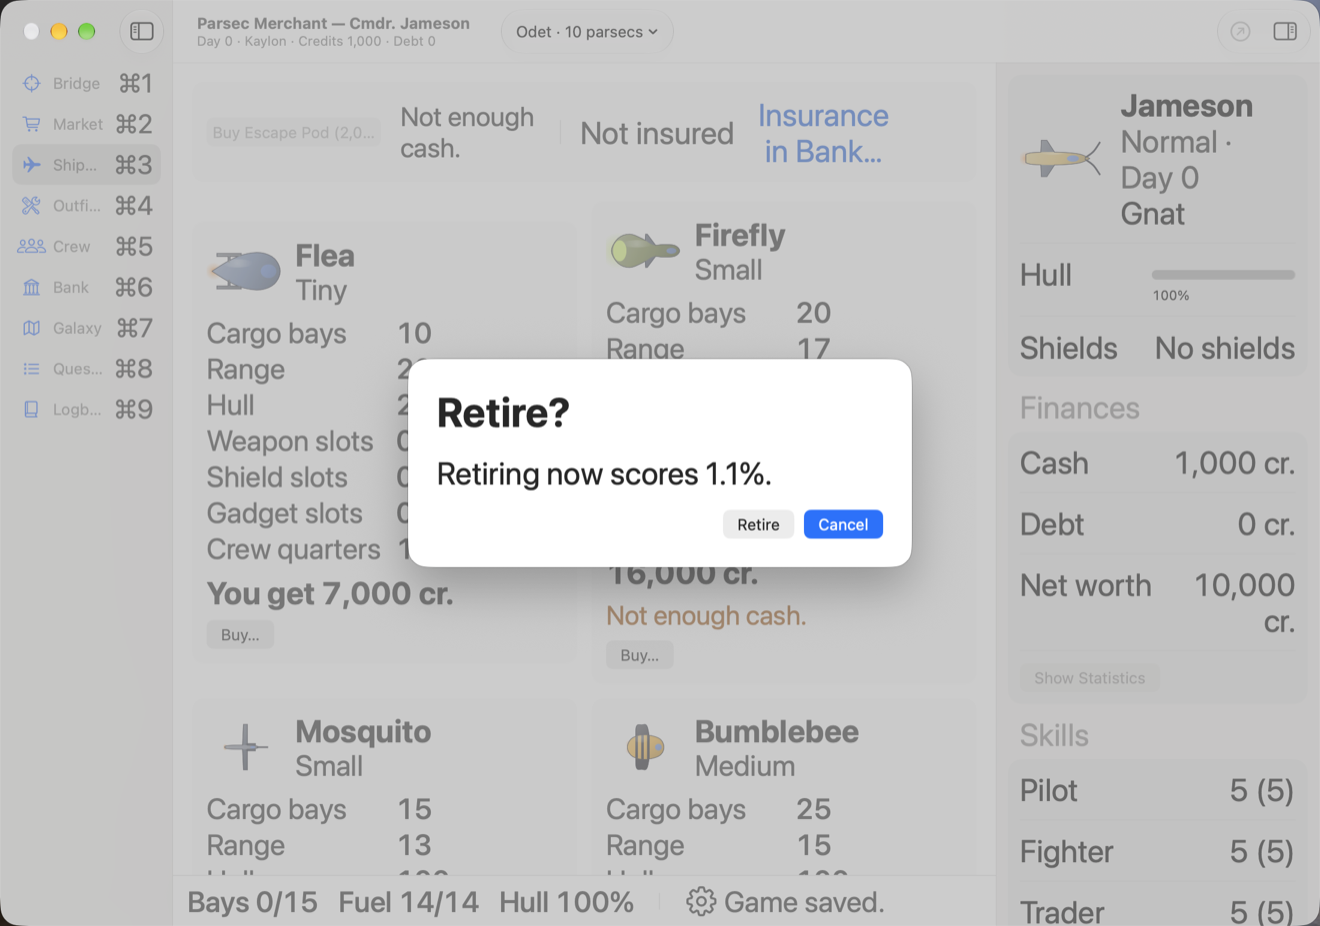 Parsec Merchant — Cmdr. Jameson
Day 0 · Kaylon · Credits 1,000 · Debt 0
Odet · 10 parsecs
Bridge ⌘1
Market ⌘2
Ship... ⌘3
Outfi... ⌘4
Crew ⌘5
Bank ⌘6
Galaxy ⌘7
Ques... ⌘8
Logb... ⌘9
Buy Escape Pod (2,0...
Not enough
cash.
Not insured
Insurance
in Bank...
Flea
Tiny
Cargo bays 10
Range
Hull
Weapon slots
Shield slots
Gadget slots
Crew quarters
You get 7,000 cr.
Buy...
Firefly
Small
Cargo bays 20
Range 17
16,000 cr.
Not enough cash.
Buy...
Retire?
Retiring now scores 1.1%.
Retire
Cancel
Mosquito
Small
Cargo bays 15
Range 13
Bumblebee
Medium
Cargo bays 25
Range 15
Bays 0/15 Fuel 14/14 Hull 100%
Game saved.
Jameson
Normal ·
Day 0
Gnat
Hull
100%
Shields No shields
Finances
Cash 1,000 cr.
Debt 0 cr.
Net worth 10,000
cr.
Show Statistics
Skills
Pilot 5 (5)
Fighter 5 (5)
Trader 5 (5)